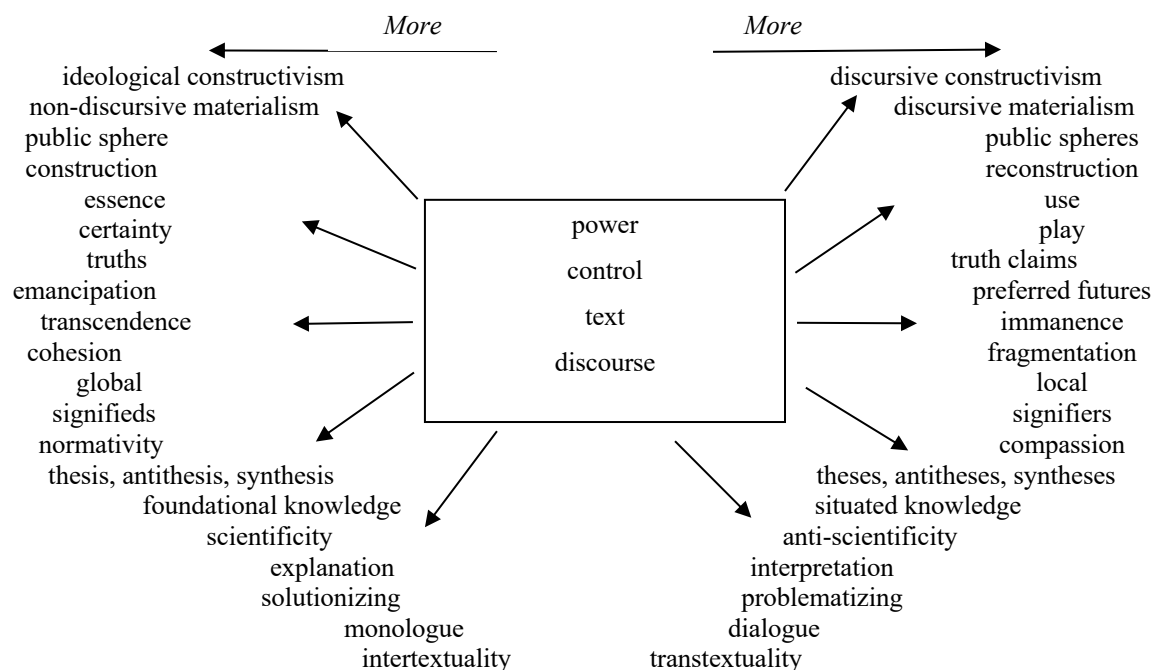 More
More
ideological constructivism
non-discursive materialism
public sphere
construction
essence
certainty
truths
emancipation
transcendence
cohesion
global
signifieds
normativity
thesis, antithesis, synthesis
foundational knowledge
scientificity
explanation
solutionizing
monologue
intertextuality
power
control
text
discourse
discursive constructivism
discursive materialism
public spheres
reconstruction
use
play
truth claims
preferred futures
immanence
fragmentation
local
signifiers
compassion
theses, antitheses, syntheses
situated knowledge
anti-scientificity
interpretation
problematizing
dialogue
transtextuality